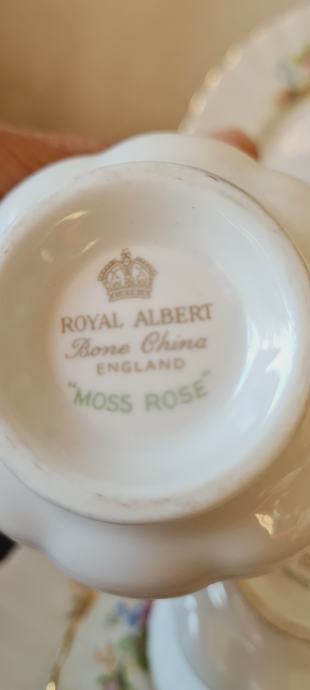 ROYAL ALBERT
Bone China
ENGLAND
"MOSS ROSE"